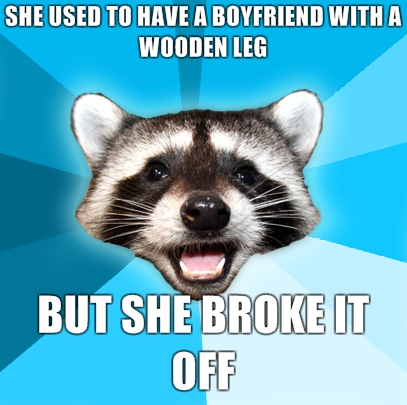 SHE USED TO HAVE A BOYFRIEND WITH A
WOODEN LEG
BUT SHE BROKE IT
OFF